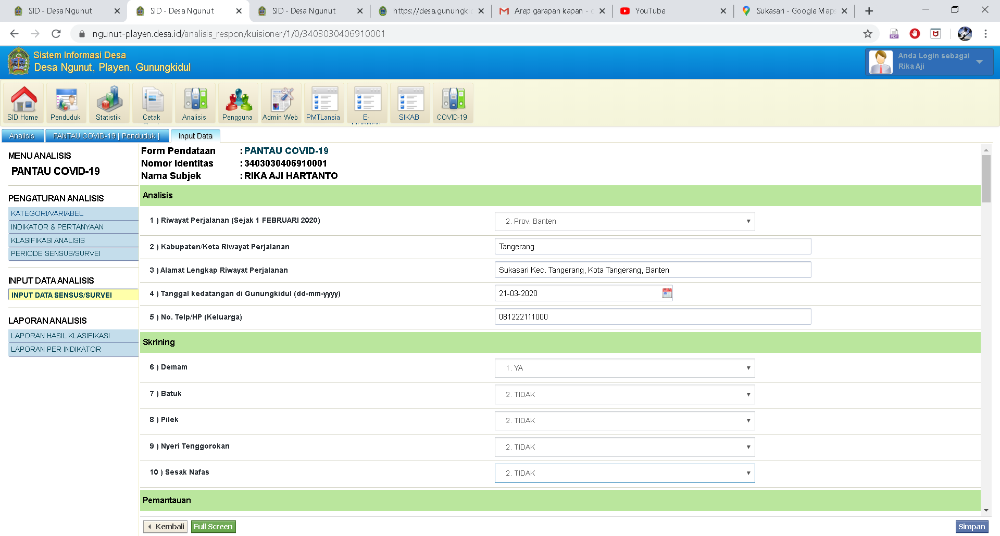 SID - Desa Ngunut
SID - Desa Ngunut
SID - Desa Ngunut
https://desa.gunungki
Arep garapan kapan -
YouTube
Sukasari - Google Maps
ngunut-playen.desa.id/analisis_respon/kuisioner/1/0/3403030406910001
Sistem Informasi Desa
Desa Ngunut, Playen, Gunungkidul
Anda Login sebagai
Rika Aji
SID Home
Penduduk
Statistik
Cetak
Analisis
Pengguna
Admin Web
PMTLansia
E-
SIKAB
COVID-19
Analisis
PANTAU COVID-19 [ Penduduk ]
Input Data
MENU ANALISIS
PANTAU COVID-19
PENGATURAN ANALISIS
KATEGORI/VARIABEL
INDIKATOR & PERTANYAAN
KLASIFIKASI ANALISIS
PERIODE SENSUS/SURVEI
INPUT DATA ANALISIS
INPUT DATA SENSUS/SURVEI
LAPORAN ANALISIS
LAPORAN HASIL KLASIFIKASI
LAPORAN PER INDIKATOR
Form Pendataan : PANTAU COVID-19
Nomor Identitas : 3403030406910001
Nama Subjek : RIKA AJI HARTANTO
Analisis
1 ) Riwayat Perjalanan (Sejak 1 FEBRUARI 2020) 2. Prov. Banten
2 ) Kabupaten/Kota Riwayat Perjalanan Tangerang
3 ) Alamat Lengkap Riwayat Perjalanan Sukasari Kec. Tangerang, Kota Tangerang, Banten
4 ) Tanggal kedatangan di Gunungkidul (dd-mm-yyyy) 21-03-2020
5 ) No. Telp/HP (Keluarga) 081222111000
Skrining
6 ) Demam 1. YA
7 ) Batuk 2. TIDAK
8 ) Pilek 2. TIDAK
9 ) Nyeri Tenggorokan 2. TIDAK
10 ) Sesak Nafas 2. TIDAK
Pemantauan
Kembali
Full Screen
Simpan